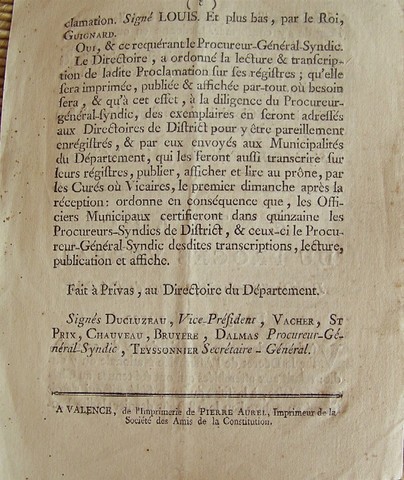 ( 2 )
clamation. Signé LOUIS. Et plus bas, par le Roi,
GUIGNARD.
Oui, & ce requérant le Procureur-Général-Syndic.
Le Directoire, a ordonné la lecture & transcrip-
tion de ladite Proclamation sur ses régistres ; qu'elle
sera imprimée, publiée & affichée par-tout où besoin
sera, & qu'à cet effet, à la diligence du Procureur-
général-syndic, des exemplaires en seront adressés
aux Directoires de District pour y être pareillement
enrégistrés, & par eux envoyés aux Municipalités
du Département, qui les feront aussi transcrire sur
leurs régistres, publier, afficher et lire au prône, par
les Curés où Vicaires, le premier dimanche après la
réception : ordonne en conséquence que, les Offi-
ciers Municipaux certifieront dans quinzaine les
Procureurs-Syndics de District, & ceux-ci le Procu-
reur-Général-Syndic desdites transcriptions, lecture,
publication et affiche.
Fait à Privas, au Directoire du Département.
Signés DUCLUZEAU, Vice-Président, VACHER, ST
PRIX, CHAUVEAU, BRUYERE, DALMAS Procureur-Gé-
néral-Syndic, TEYSSONNIER Secrétaire-Général.
A VALENCE, de l'Imprimerie de PIERRE AUREL, Imprimeur de la
Société des Amis de la Constitution.